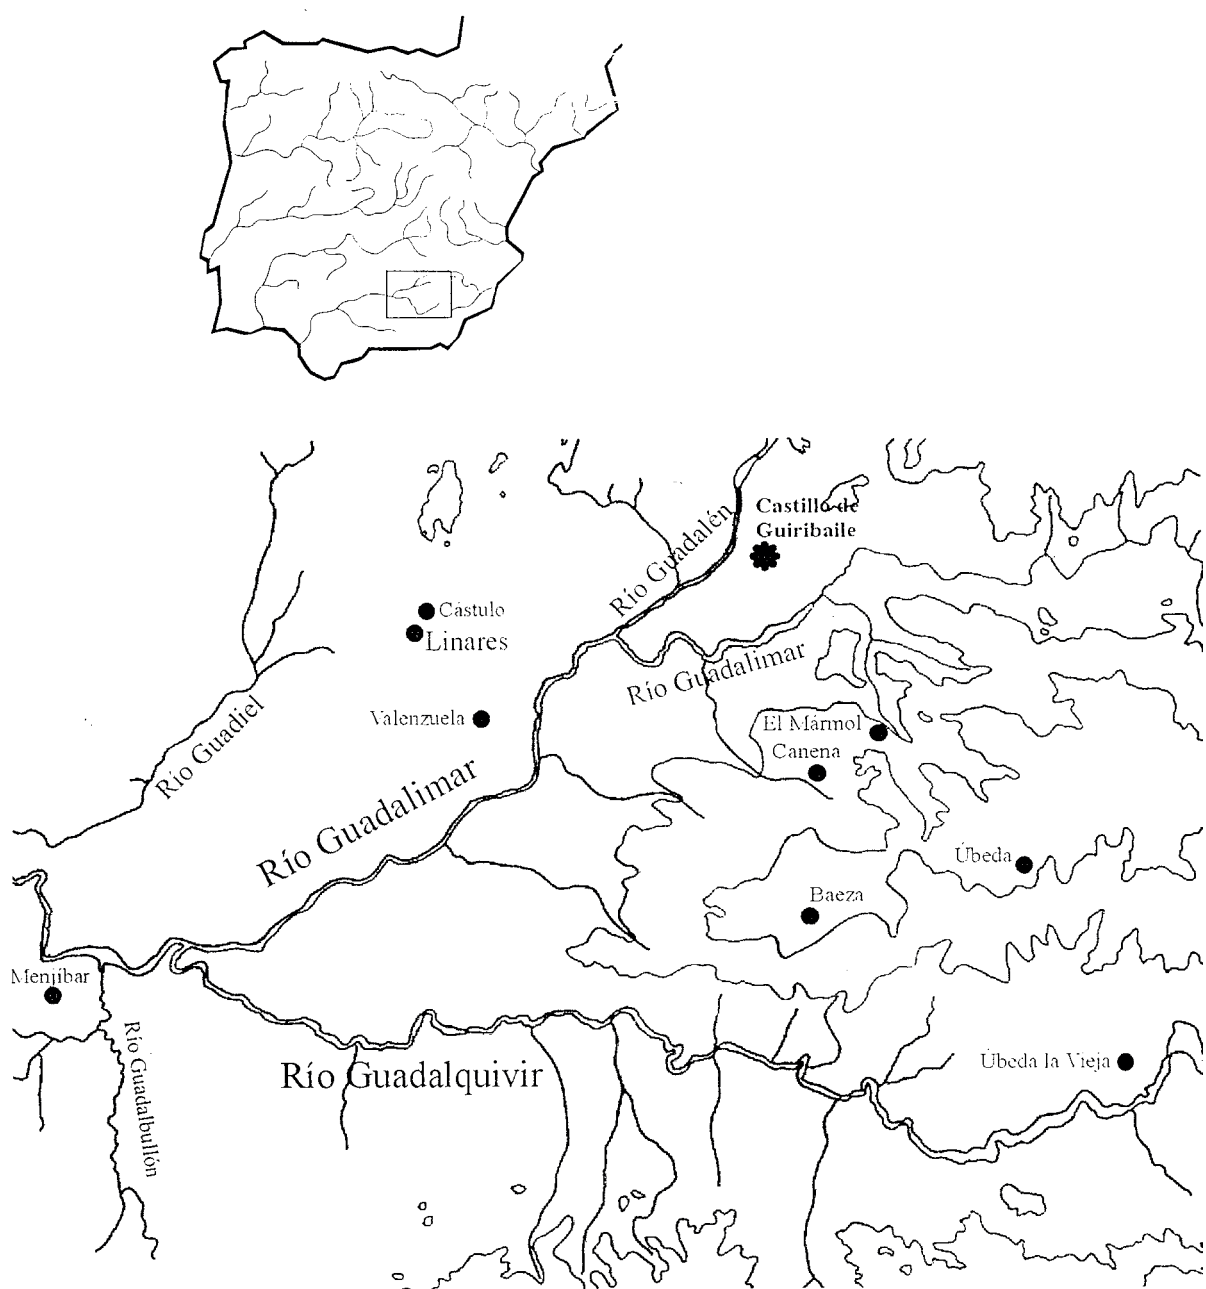 Castillo de
Guiribaile
Río Guadalén
Cástulo
Linares
Río Guadalimar
Valenzuela
El Mármol
Canena
Río Guadiel
Río Guadalimar
Úbeda
Baeza
Menjíbar
Río Guadalbullón
Río Guadalquivir
Úbeda la Vieja